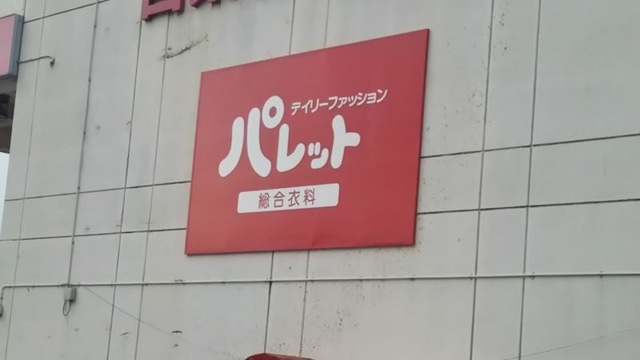 デイリーファッション
パレット
総合衣料